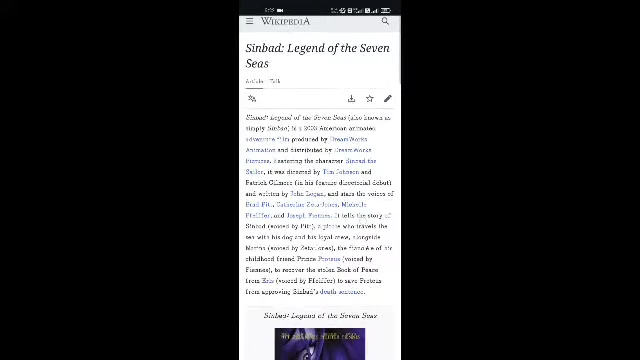 WIKIPEDIA
Sinbad: Legend of the Seven
Seas
Article Talk
Sinbad: Legend of the Seven Seas (also known as
simply Sinbad) is a 2003 American animated
adventure film produced by DreamWorks
Animation and distributed by DreamWorks
Pictures. Featuring the character Sinbad the
Sailor, it was directed by Tim Johnson and
Patrick Gilmore (in his feature directorial debut)
and written by John Logan, and stars the voices of
Brad Pitt, Catherine Zeta-Jones, Michelle
Pfeiffer, and Joseph Fiennes. It tells the story of
Sinbad (voiced by Pitt), a pirate who travels the
sea with his dog and his loyal crew, alongside
Marina (voiced by Zeta-Jones), the fiancée of his
childhood friend Prince Proteus (voiced by
Fiennes), to recover the stolen Book of Peace
from Eris (voiced by Pfeiffer) to save Proteus
from approving Sinbad's death sentence.
Sinbad: Legend of the Seven Seas